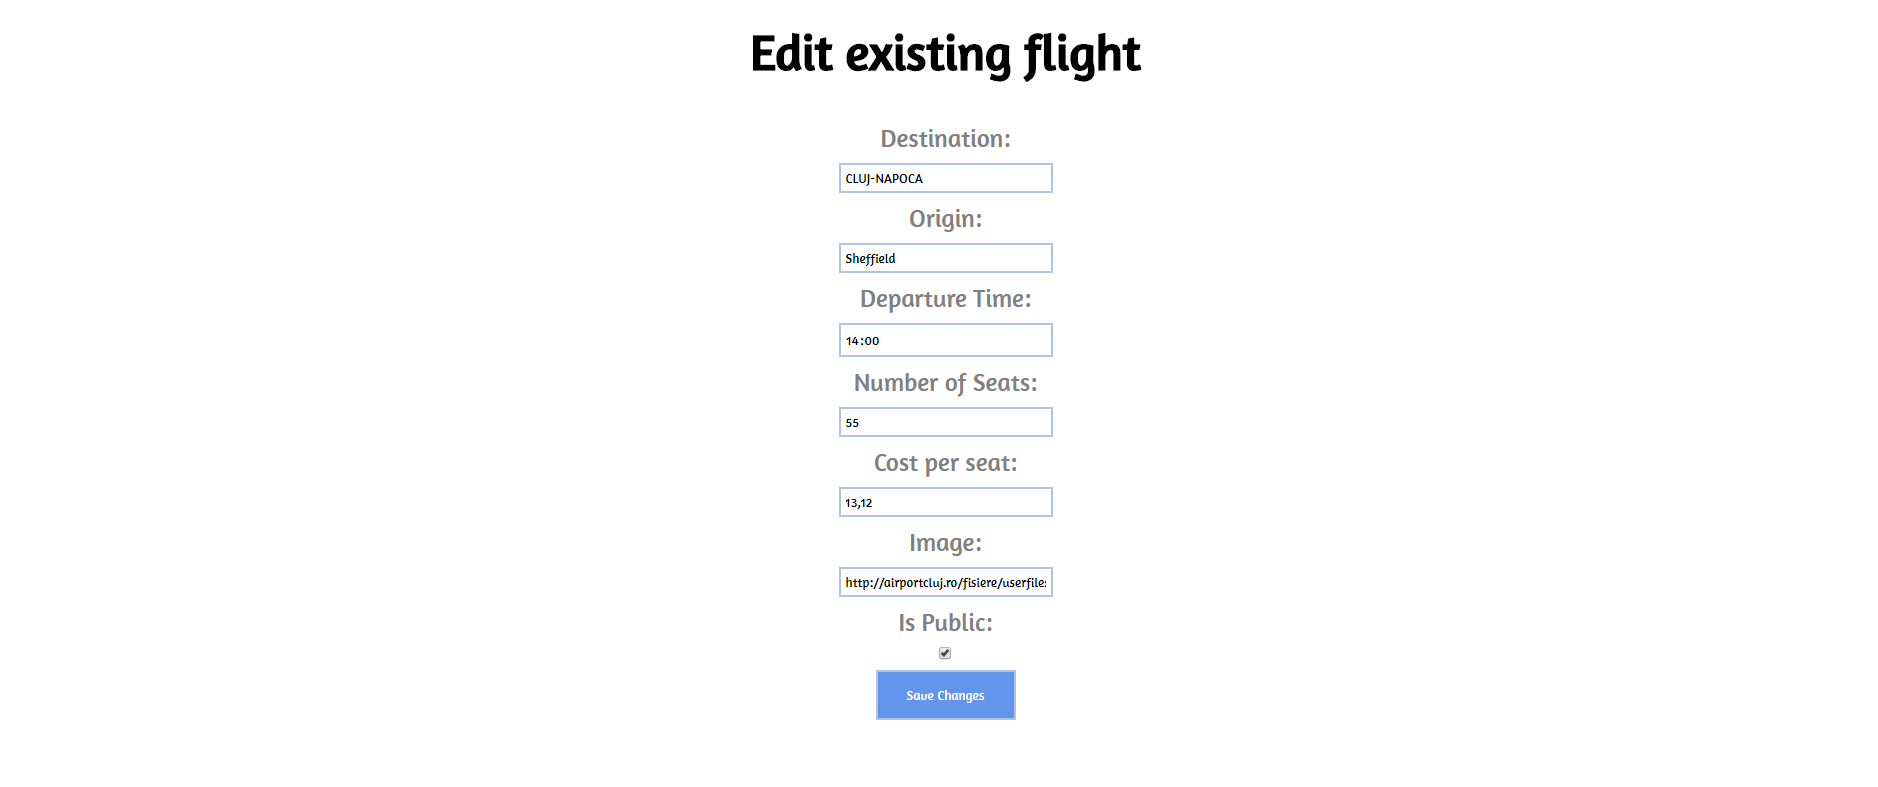 Edit existing flight
Destination:
CLUJ-NAPOCA
Origin:
Sheffield
Departure Time:
14:00
Number of Seats:
55
Cost per seat:
13,12
Image:
http://airportcluj.ro/fisiere/userfiles
Is Public:
Save Changes